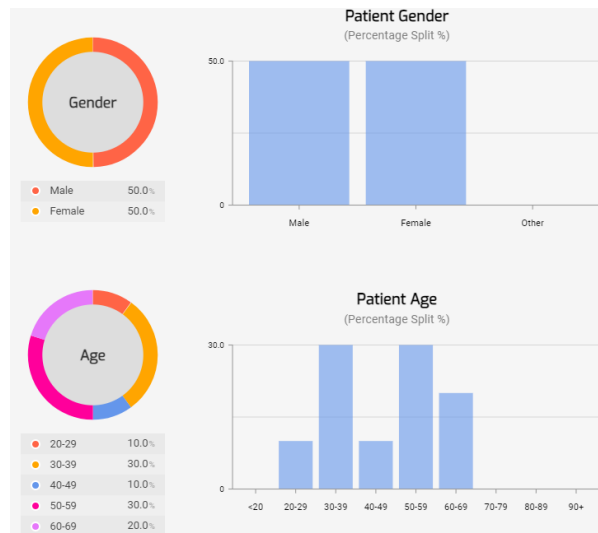 Patient Gender
(Percentage Split %)
Gender
Male 50.0%
Female 50.0%
50.0
0
Male Female Other
Patient Age
(Percentage Split %)
Age
20-29 10.0%
30-39 30.0%
40-49 10.0%
50-59 30.0%
60-69 20.0%
30.0
0
<20 20-29 30-39 40-49 50-59 60-69 70-79 80-89 90+